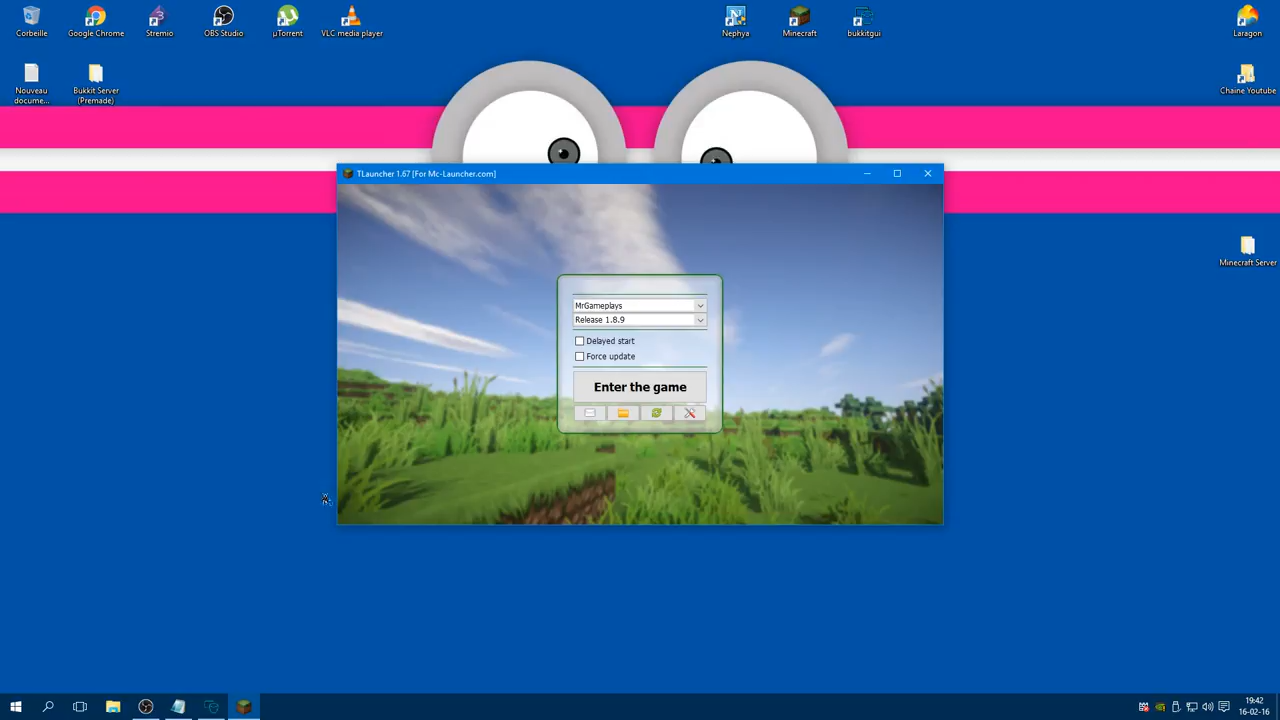 Corbeille
Google Chrome
Stremio
OBS Studio
µTorrent
VLC media player
Nephya
Minecraft
bukkitgui
Laragon
Nouveau
docume...
Bukkit Server
(Premade)
Chaine Youtube
TLauncher 1.67 [For Mc-Launcher.com]
Minecraft Server
MrGameplays
Release 1.8.9
Delayed start
Force update
Enter the game
19:42
16-02-16